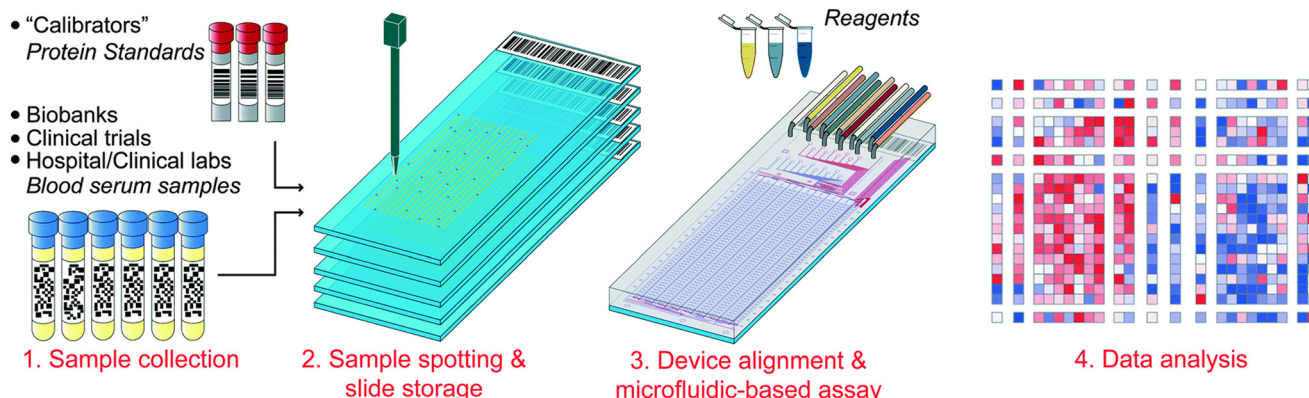 • “Calibrators”
Protein Standards
• Biobanks
• Clinical trials
• Hospital/Clinical labs
Blood serum samples
1. Sample collection
2. Sample spotting &
slide storage
Reagents
3. Device alignment &
microfluidic-based assay
4. Data analysis